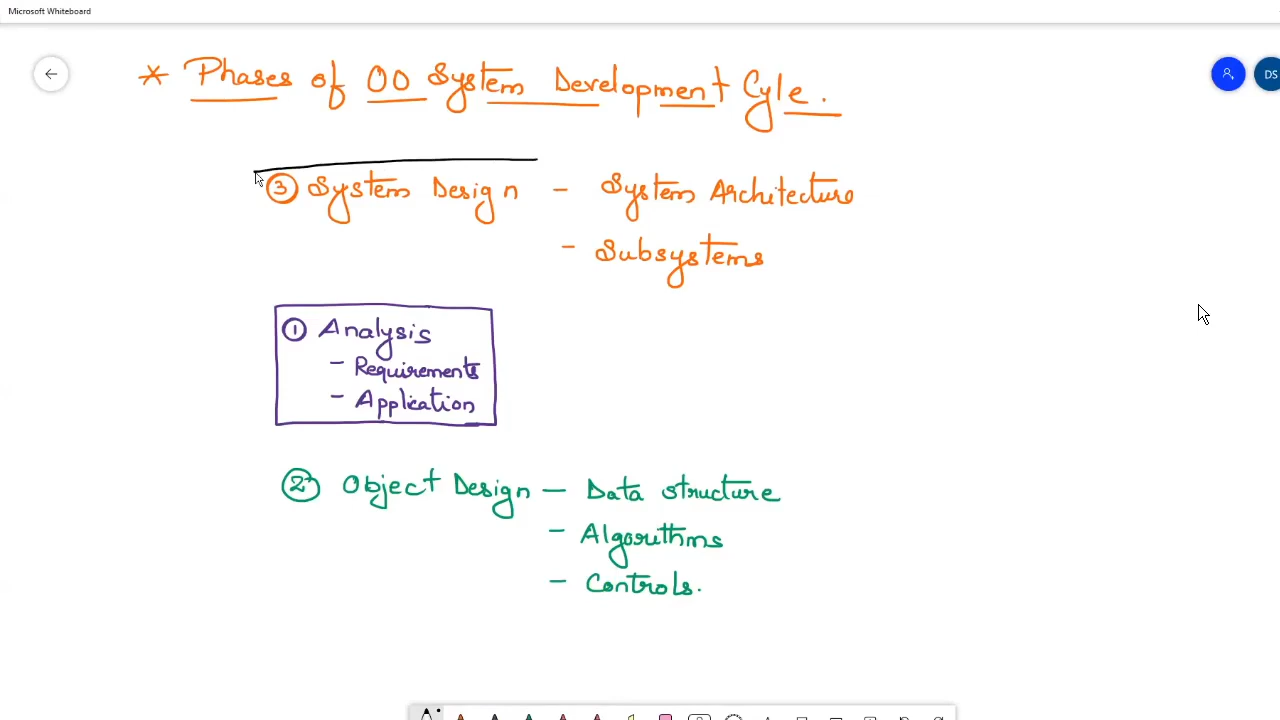 Microsoft Whiteboard
* Phases of OO System Development Cyle.
DS
③ System Design - System Architecture
- Subsystems
① Analysis
- Requirements
- Application
② Object Design - Data structure
- Algorithms
- Controls.